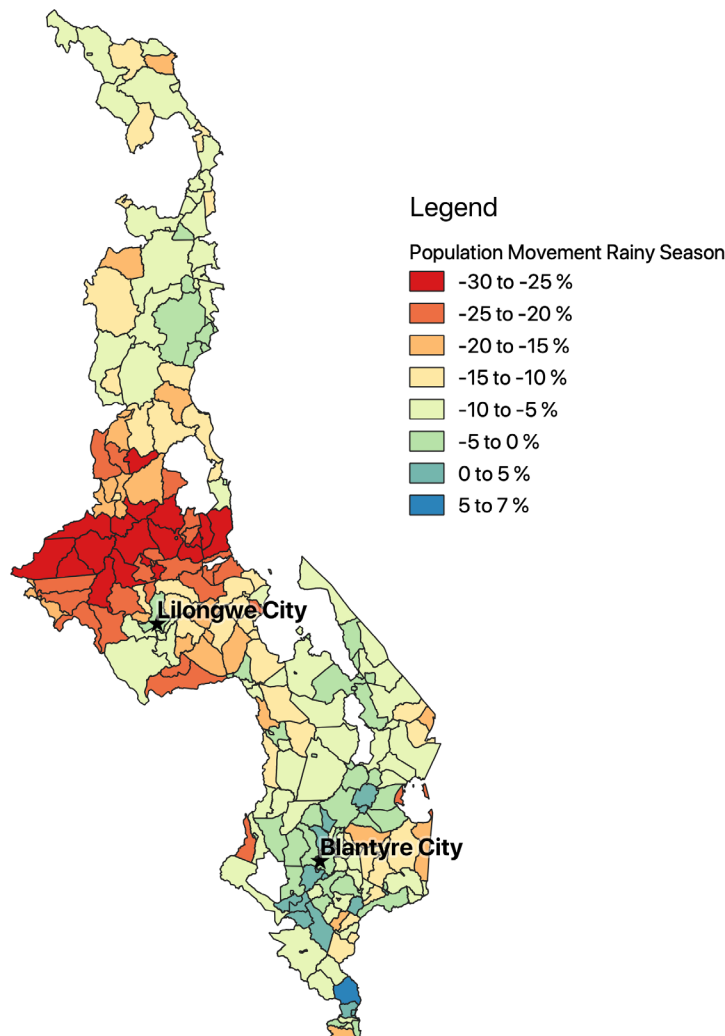 Legend
Population Movement Rainy Season
-30 to -25 %
-25 to -20 %
-20 to -15 %
-15 to -10 %
-10 to -5 %
-5 to 0 %
0 to 5 %
5 to 7 %
Lilongwe City
Blantyre City